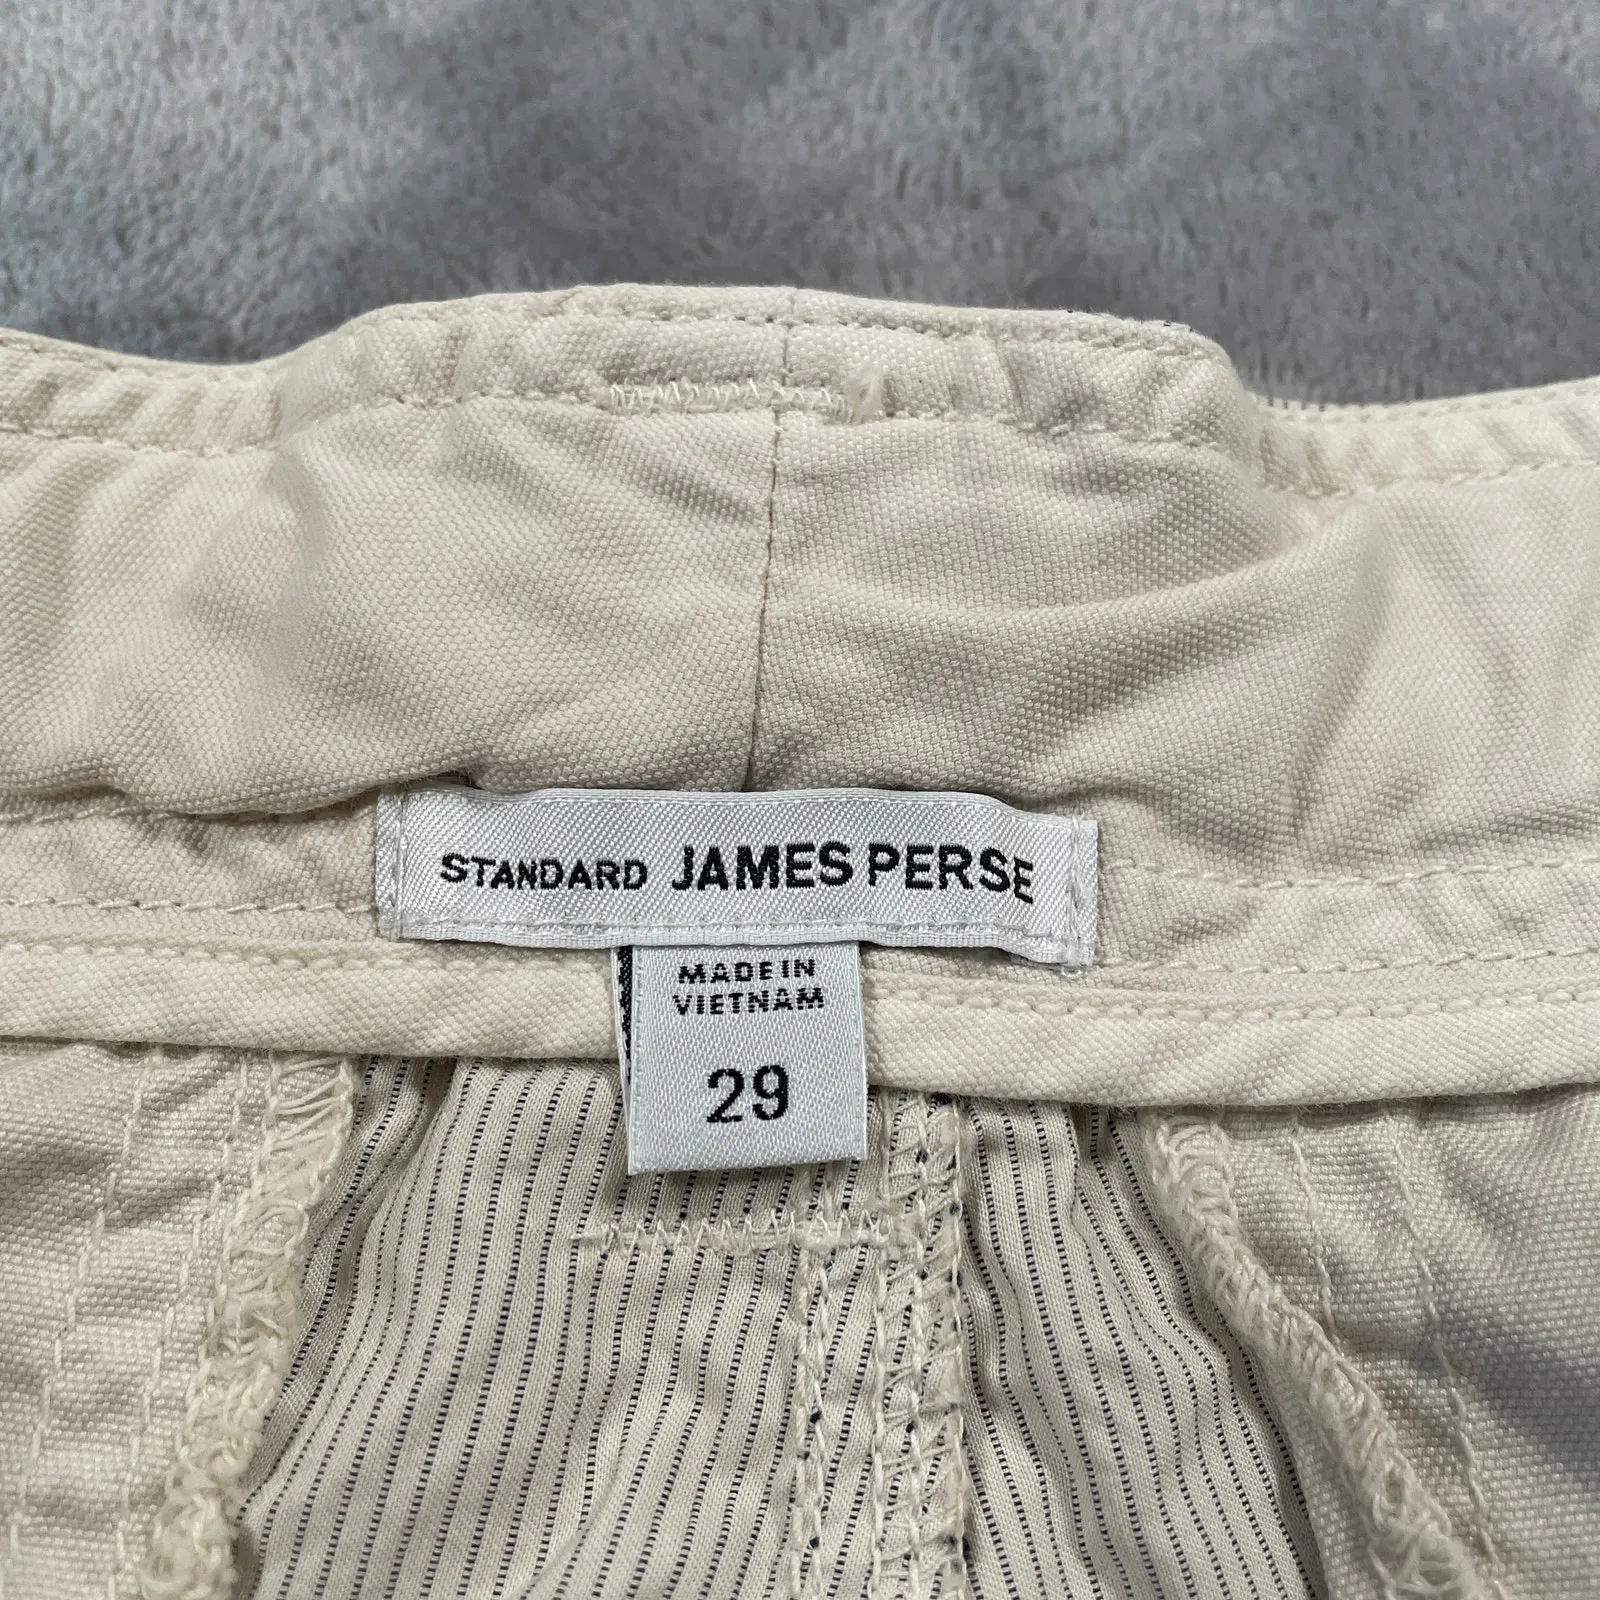 STANDARD JAMES PERSE
MADE IN
VIETNAM
29